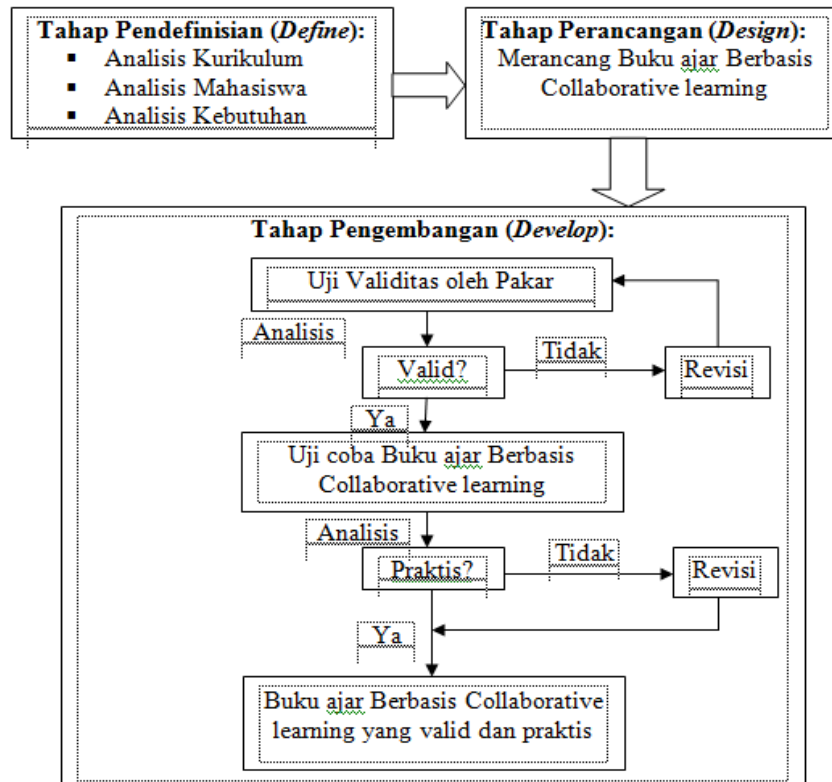 Tahap Pendefinisian (Define):
▪ Analisis Kurikulum
▪ Analisis Mahasiswa
▪ Analisis Kebutuhan
Tahap Perancangan (Design):
Merancang Buku ajar Berbasis
Collaborative learning
Tahap Pengembangan (Develop):
Uji Validitas oleh Pakar
Analisis
Valid?
Tidak
Revisi
Ya
Uji coba Buku ajar Berbasis
Collaborative learning
Analisis
Praktis?
Tidak
Revisi
Ya
Buku ajar Berbasis Collaborative
learning yang valid dan praktis